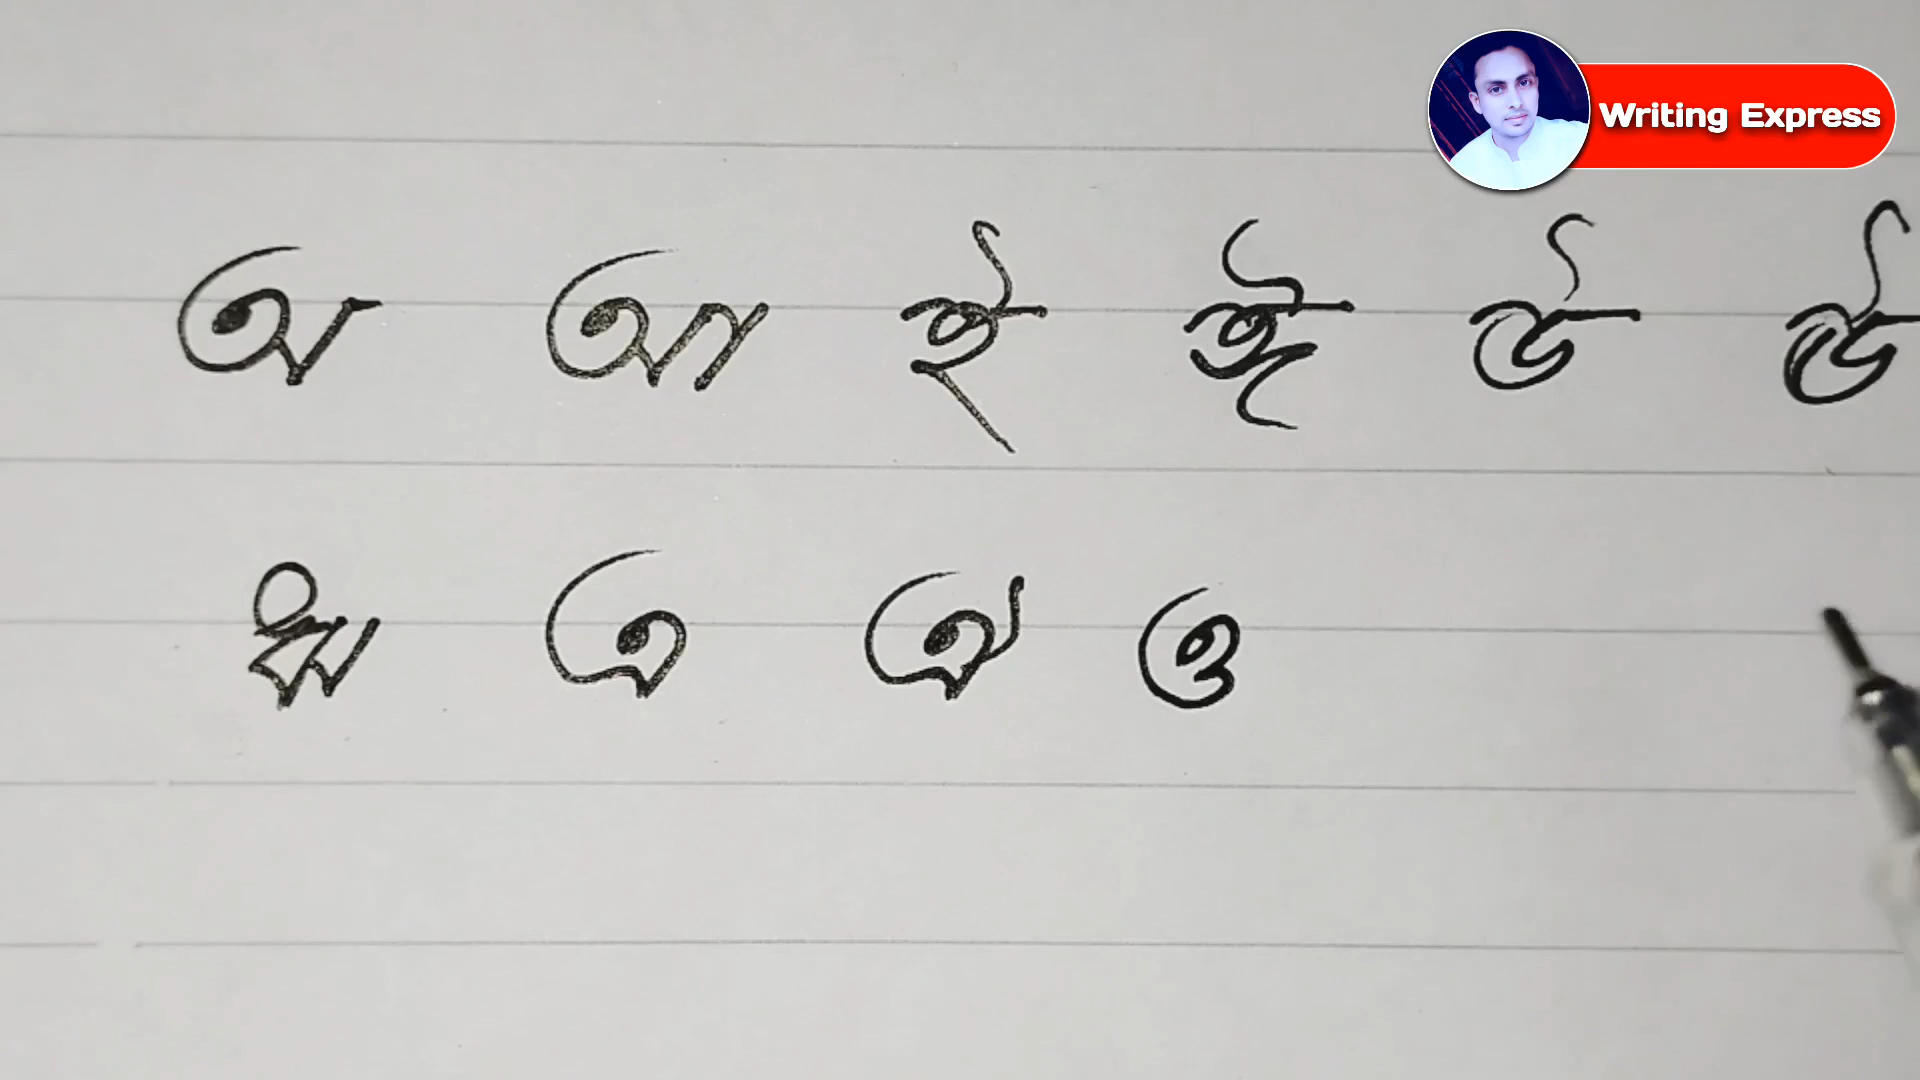 Writing Express
অ আ ই ঈ উ ঊ
ঋ এ ঐ ও